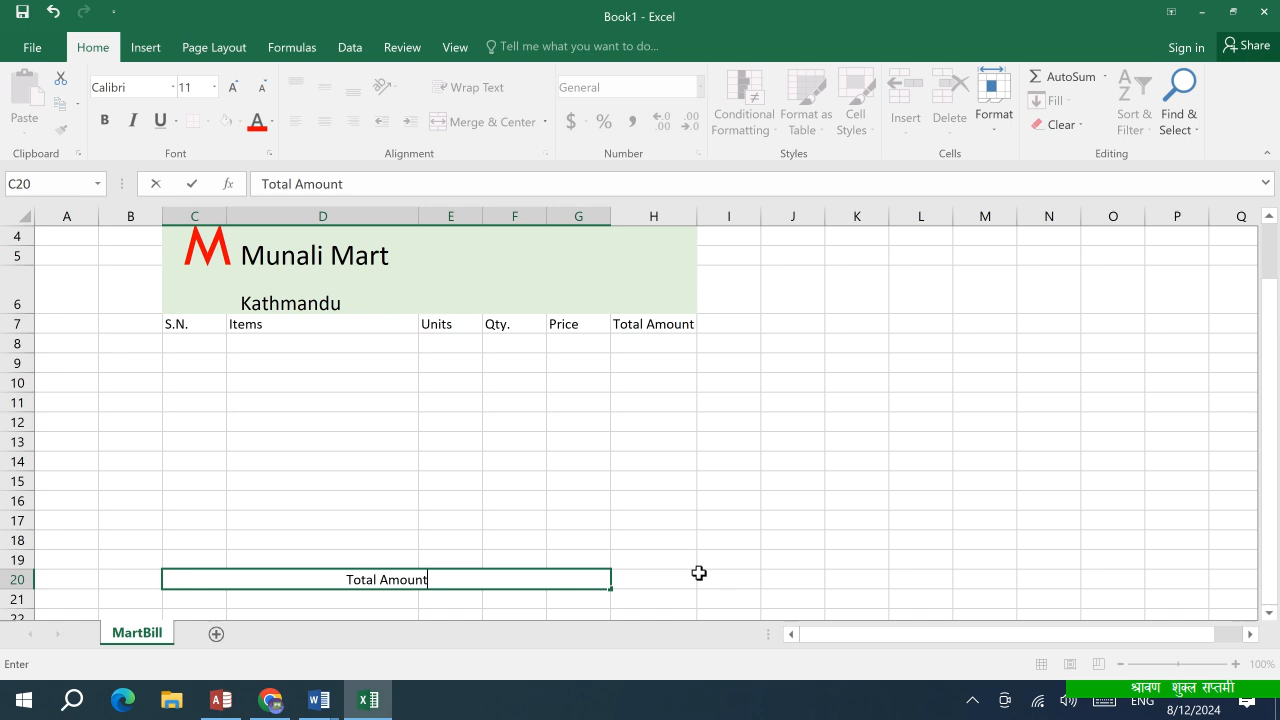 Book1 - Excel
File Home Insert Page Layout Formulas Data Review View Tell me what you want to do... Sign in Share
Calibri 11 Wrap Text General AutoSum
Paste Merge & Center Conditional Formatting Format as Table Cell Styles Insert Delete Format Fill Clear Sort & Filter Find & Select
Clipboard Font Alignment Number Styles Cells Editing
C20 fx Total Amount
A B C D E F G H I J K L M N O P Q
4
5 M Munali Mart
6 Kathmandu
7 S.N. Items Units Qty. Price Total Amount
8
9
10
11
12
13
14
15
16
17
18
19
20 Total Amount
21
22
MartBill
Enter 100%
श्रावण शुक्ल सप्तमी
ENG
8/12/2024